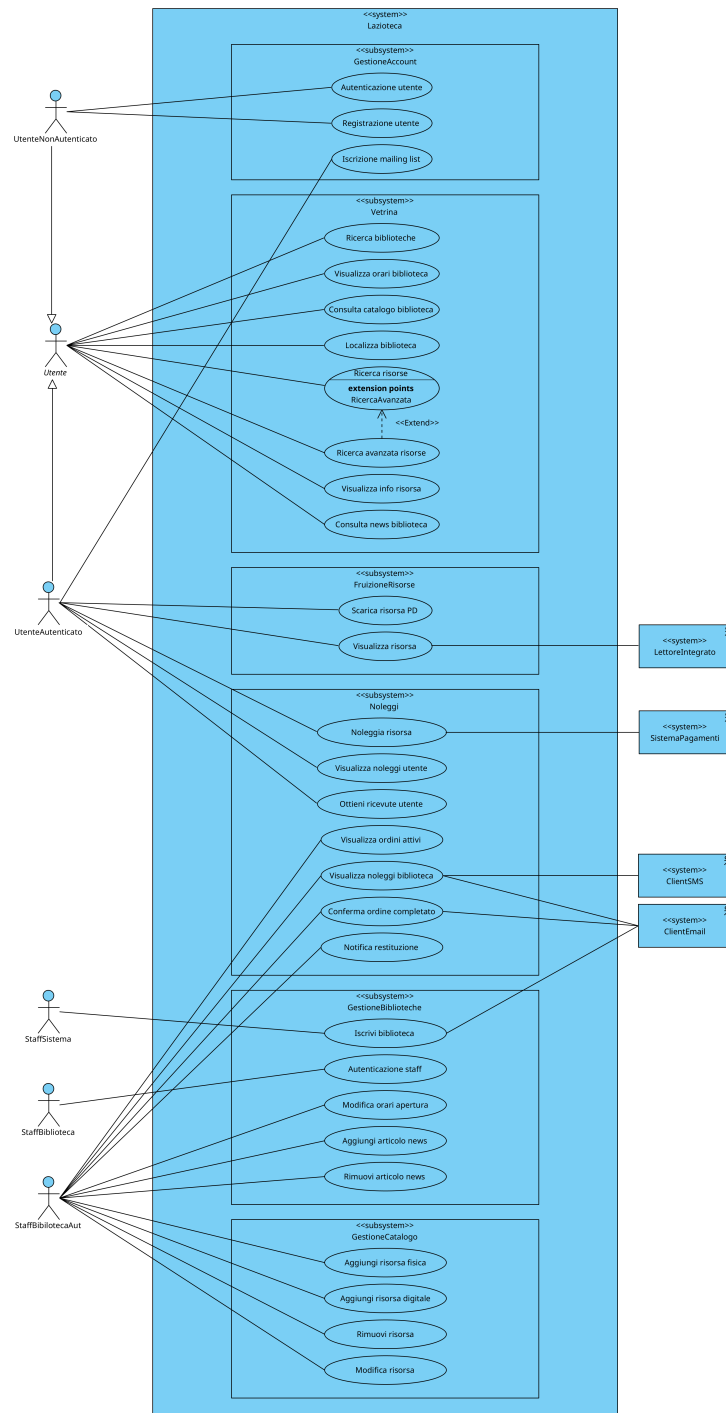 <<system>>
Lazioteca
<<subsystem>>
GestioneAccount
Autenticazione utente
Registrazione utente
Iscrizione mailing list
UtenteNonAutenticato
<<subsystem>>
Vetrina
Ricerca biblioteche
Visualizza orari biblioteca
Consulta catalogo biblioteca
Localizza biblioteca
Utente
Ricerca risorse
extension points
RicercaAvanzata
<<Extend>>
Ricerca avanzata risorse
Visualizza info risorsa
Consulta news biblioteca
<<subsystem>>
FruizioneRisorse
Scarica risorsa PD
UtenteAutenticato
Visualizza risorsa
<<system>>
LettoreIntegrato
<<subsystem>>
Noleggi
Noleggia risorsa
<<system>>
SistemaPagamenti
Visualizza noleggi utente
Ottieni ricevute utente
Visualizza ordini attivi
Visualizza noleggi biblioteca
<<system>>
ClientSMS
Conferma ordine completato
<<system>>
ClientEmail
Notifica restituzione
<<subsystem>>
GestioneBiblioteche
Iscrivi biblioteca
StaffSistema
Autenticazione staff
Modifica orari apertura
StaffBiblioteca
Aggiungi articolo news
Rimuovi articolo news
StaffBibilotecaAut
<<subsystem>>
GestioneCatalogo
Aggiungi risorsa fisica
Aggiungi risorsa digitale
Rimuovi risorsa
Modifica risorsa